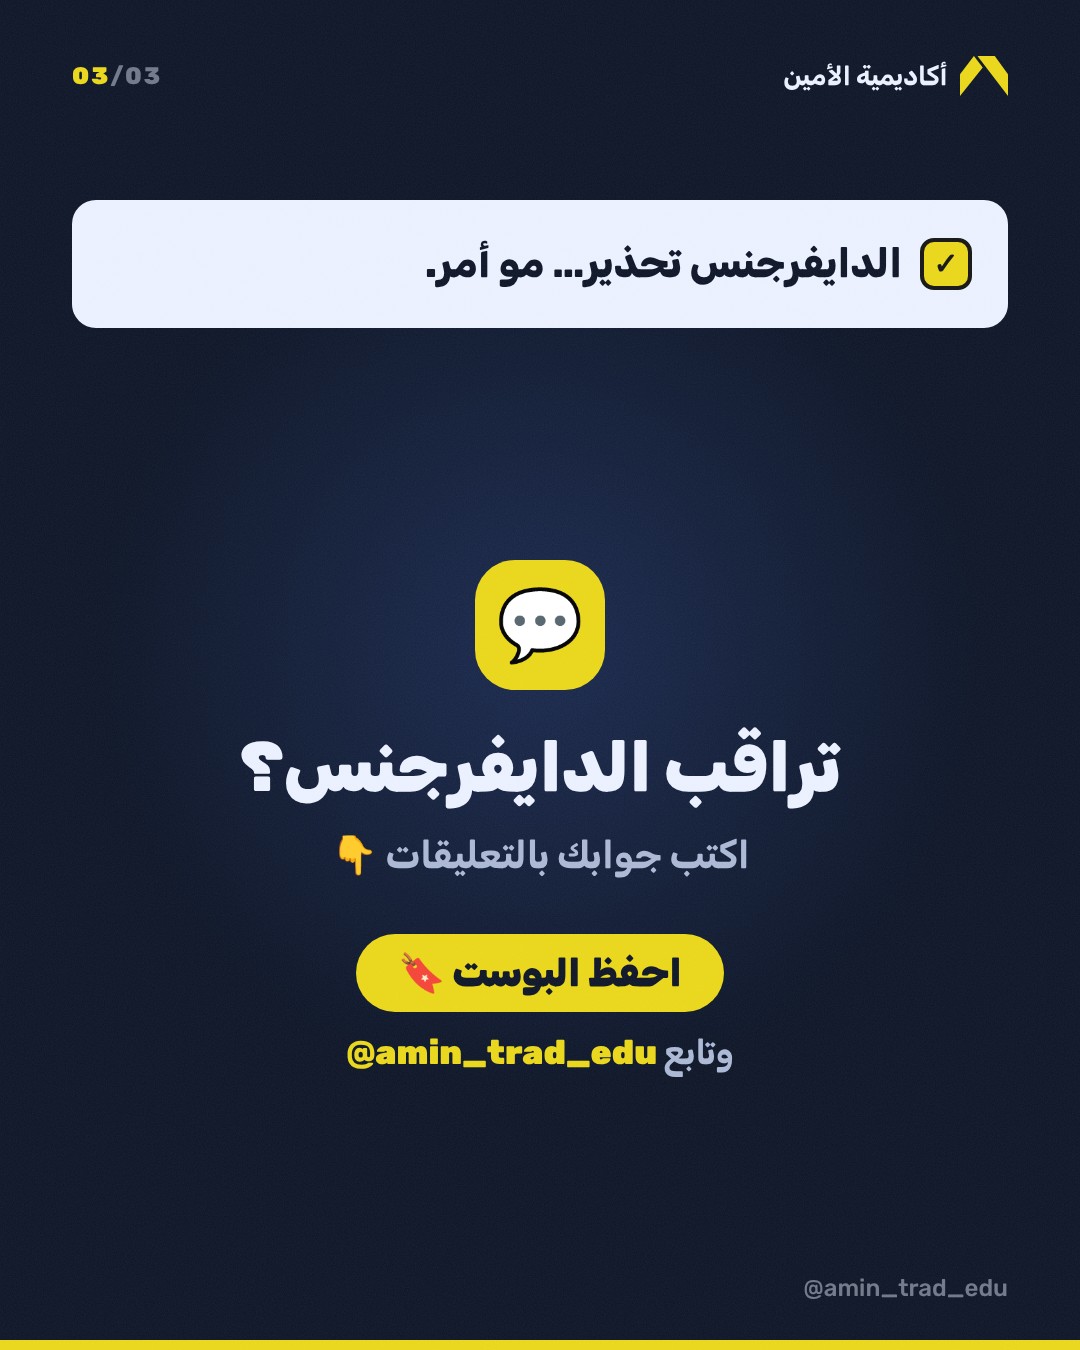 أكاديمية الأمين
03/03
✓ الدايفرجنس تحذير... مو أمر.
تراقب الدايفرجنس؟
اكتب جوابك بالتعليقات 👇
احفظ البوست 🔖
وتابع @amin_trad_edu
@amin_trad_edu